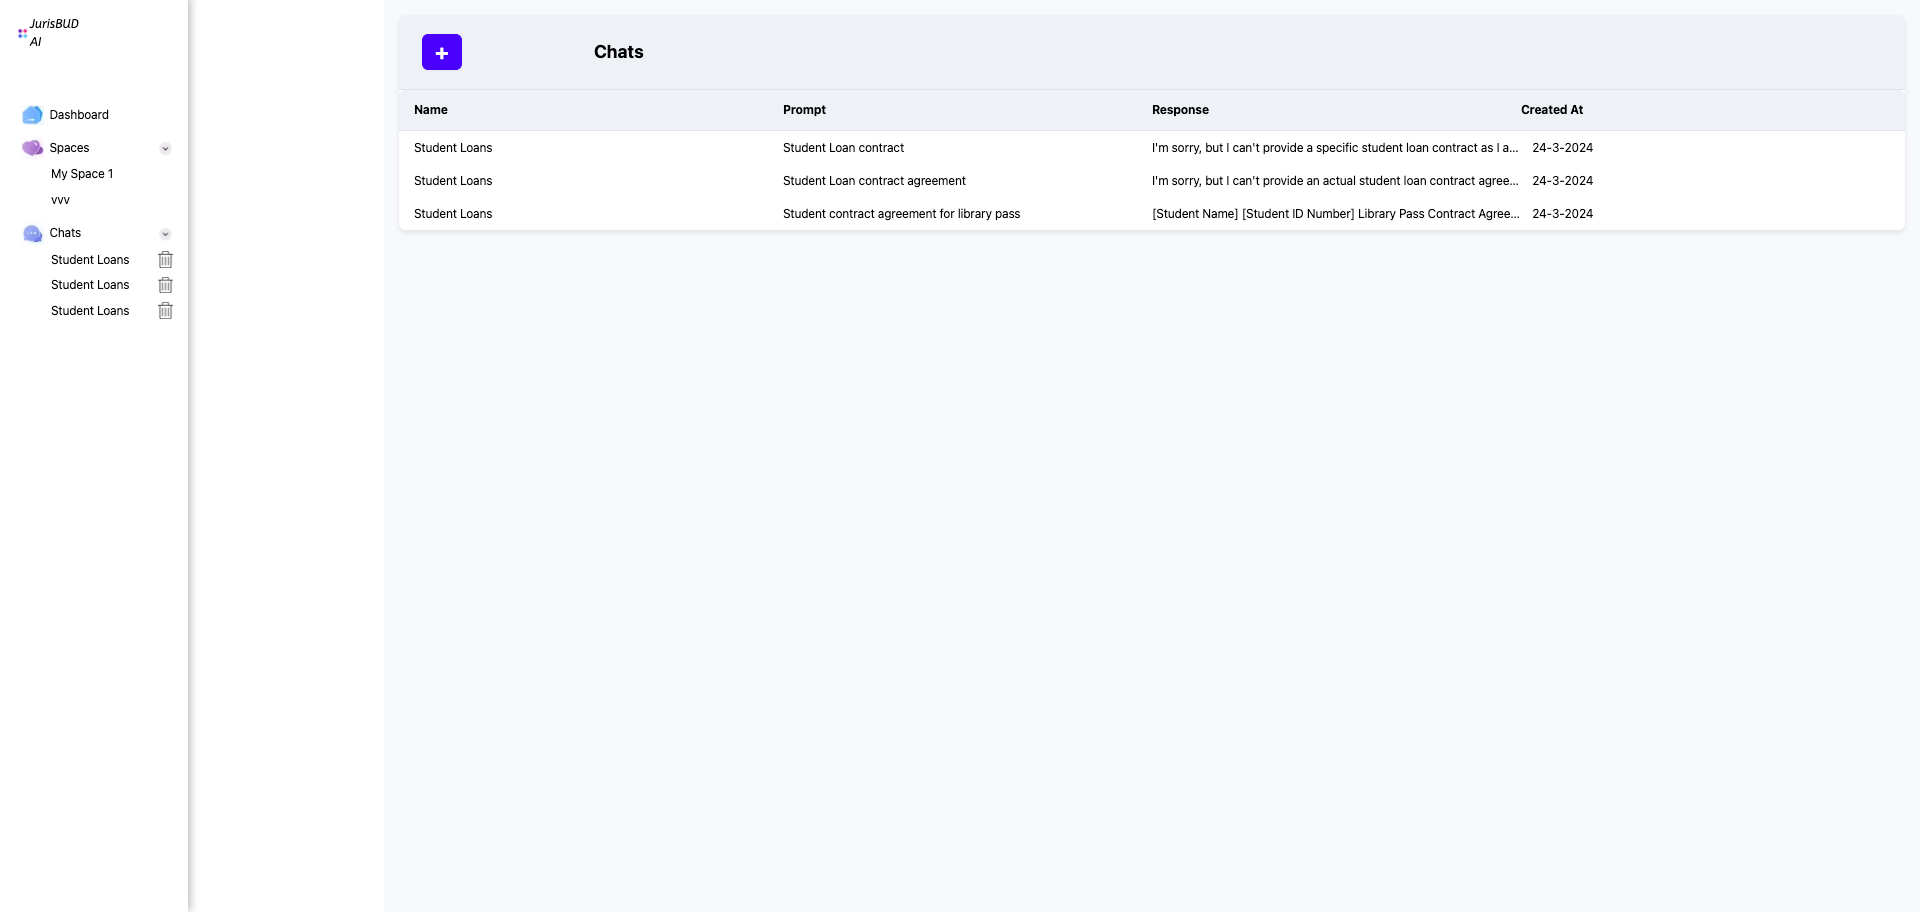 JurisBUD
AI
Dashboard
Spaces
My Space 1
vvv
Chats
Student Loans
Student Loans
Student Loans
+ Chats
Name Prompt Response Created At
Student Loans Student Loan contract I'm sorry, but I can't provide a specific student loan contract as I a... 24-3-2024
Student Loans Student Loan contract agreement I'm sorry, but I can't provide an actual student loan contract agree... 24-3-2024
Student Loans Student contract agreement for library pass [Student Name] [Student ID Number] Library Pass Contract Agree... 24-3-2024